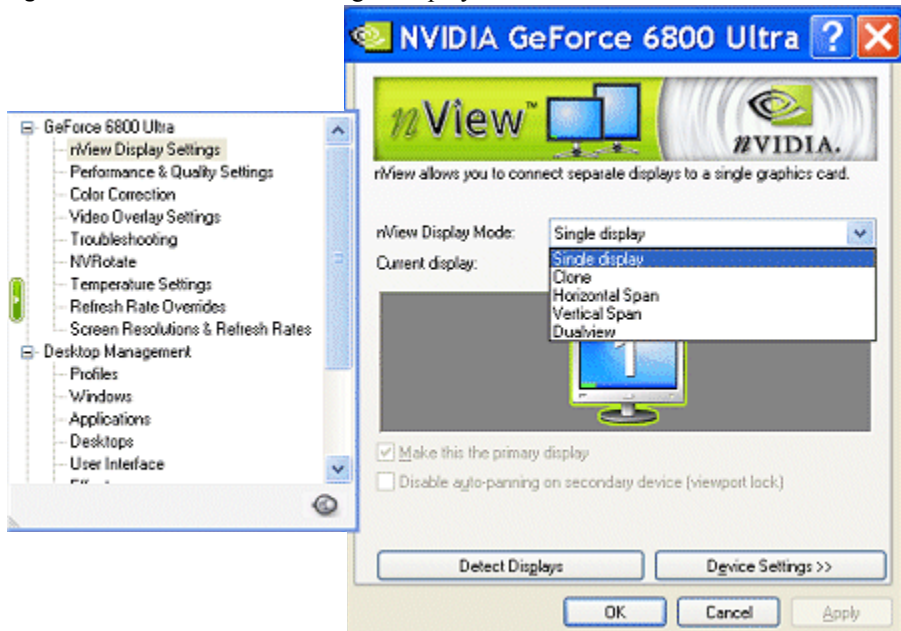 NVIDIA GeForce 6800 Ultra
nView™
nVIDIA.
nView allows you to connect separate displays to a single graphics card.
nView Display Mode: Single display
Current display:
Single display
Clone
Horizontal Span
Vertical Span
Dualview
1
Make this the primary display
Disable auto-panning on secondary device (viewport lock)
Detect Displays
Device Settings >>
OK
Cancel
Apply
GeForce 6800 Ultra
nView Display Settings
Performance & Quality Settings
Color Correction
Video Overlay Settings
Troubleshooting
NVRotate
Temperature Settings
Refresh Rate Overrides
Screen Resolutions & Refresh Rates
Desktop Management
Profiles
Windows
Applications
Desktops
User Interface